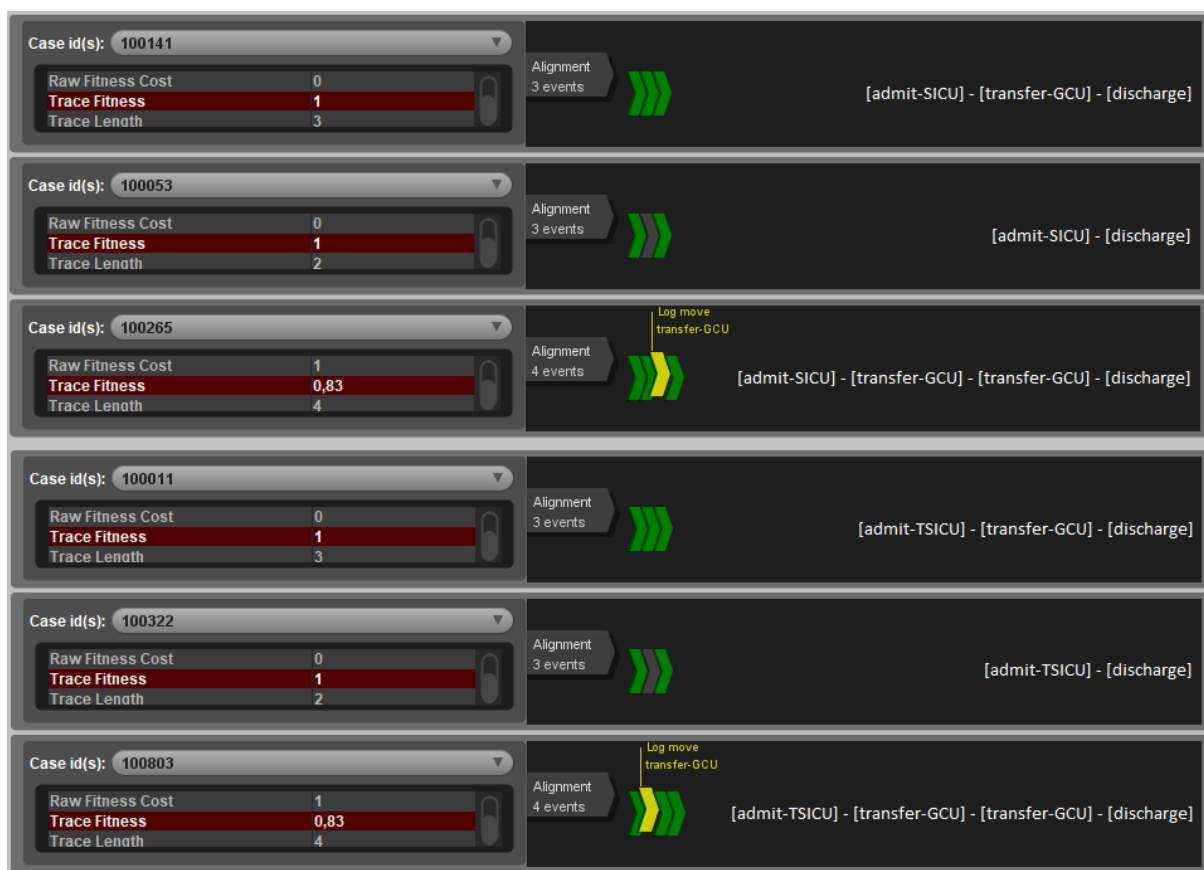 Case id(s): 100141
Raw Fitness Cost 0
Trace Fitness 1
Trace Length 3
Alignment
3 events
[admit-SICU] - [transfer-GCU] - [discharge]
Case id(s): 100053
Raw Fitness Cost 0
Trace Fitness 1
Trace Length 2
Alignment
3 events
[admit-SICU] - [discharge]
Case id(s): 100265
Raw Fitness Cost 1
Trace Fitness 0,83
Trace Length 4
Alignment
4 events
Log move
transfer-GCU
[admit-SICU] - [transfer-GCU] - [transfer-GCU] - [discharge]
Case id(s): 100011
Raw Fitness Cost 0
Trace Fitness 1
Trace Length 3
Alignment
3 events
[admit-TSICU] - [transfer-GCU] - [discharge]
Case id(s): 100322
Raw Fitness Cost 0
Trace Fitness 1
Trace Length 2
Alignment
3 events
[admit-TSICU] - [discharge]
Case id(s): 100803
Raw Fitness Cost 1
Trace Fitness 0,83
Trace Length 4
Alignment
4 events
Log move
transfer-GCU
[admit-TSICU] - [transfer-GCU] - [transfer-GCU] - [discharge]